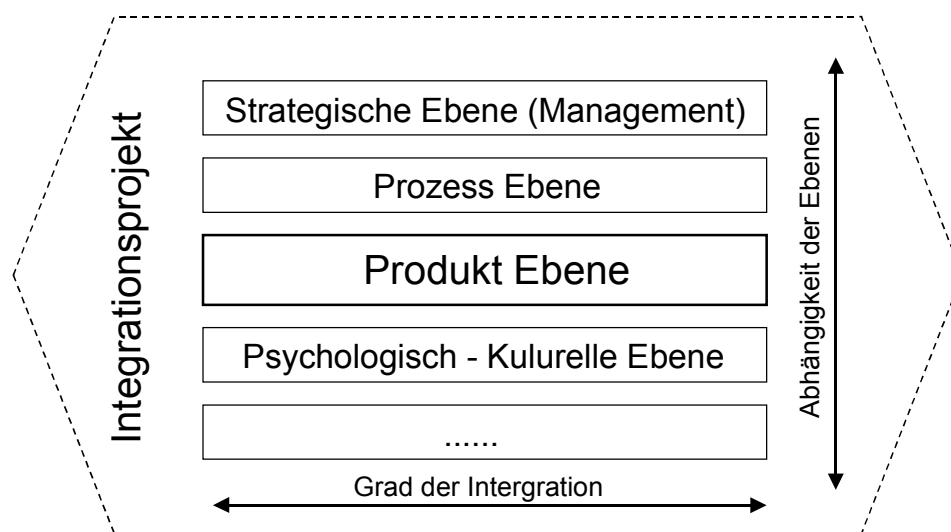 Integrationsprojekt
Strategische Ebene (Management)
Prozess Ebene
Produkt Ebene
Psychologisch - Kulurelle Ebene
......
Grad der Intergration
Abhängigkeit der Ebenen